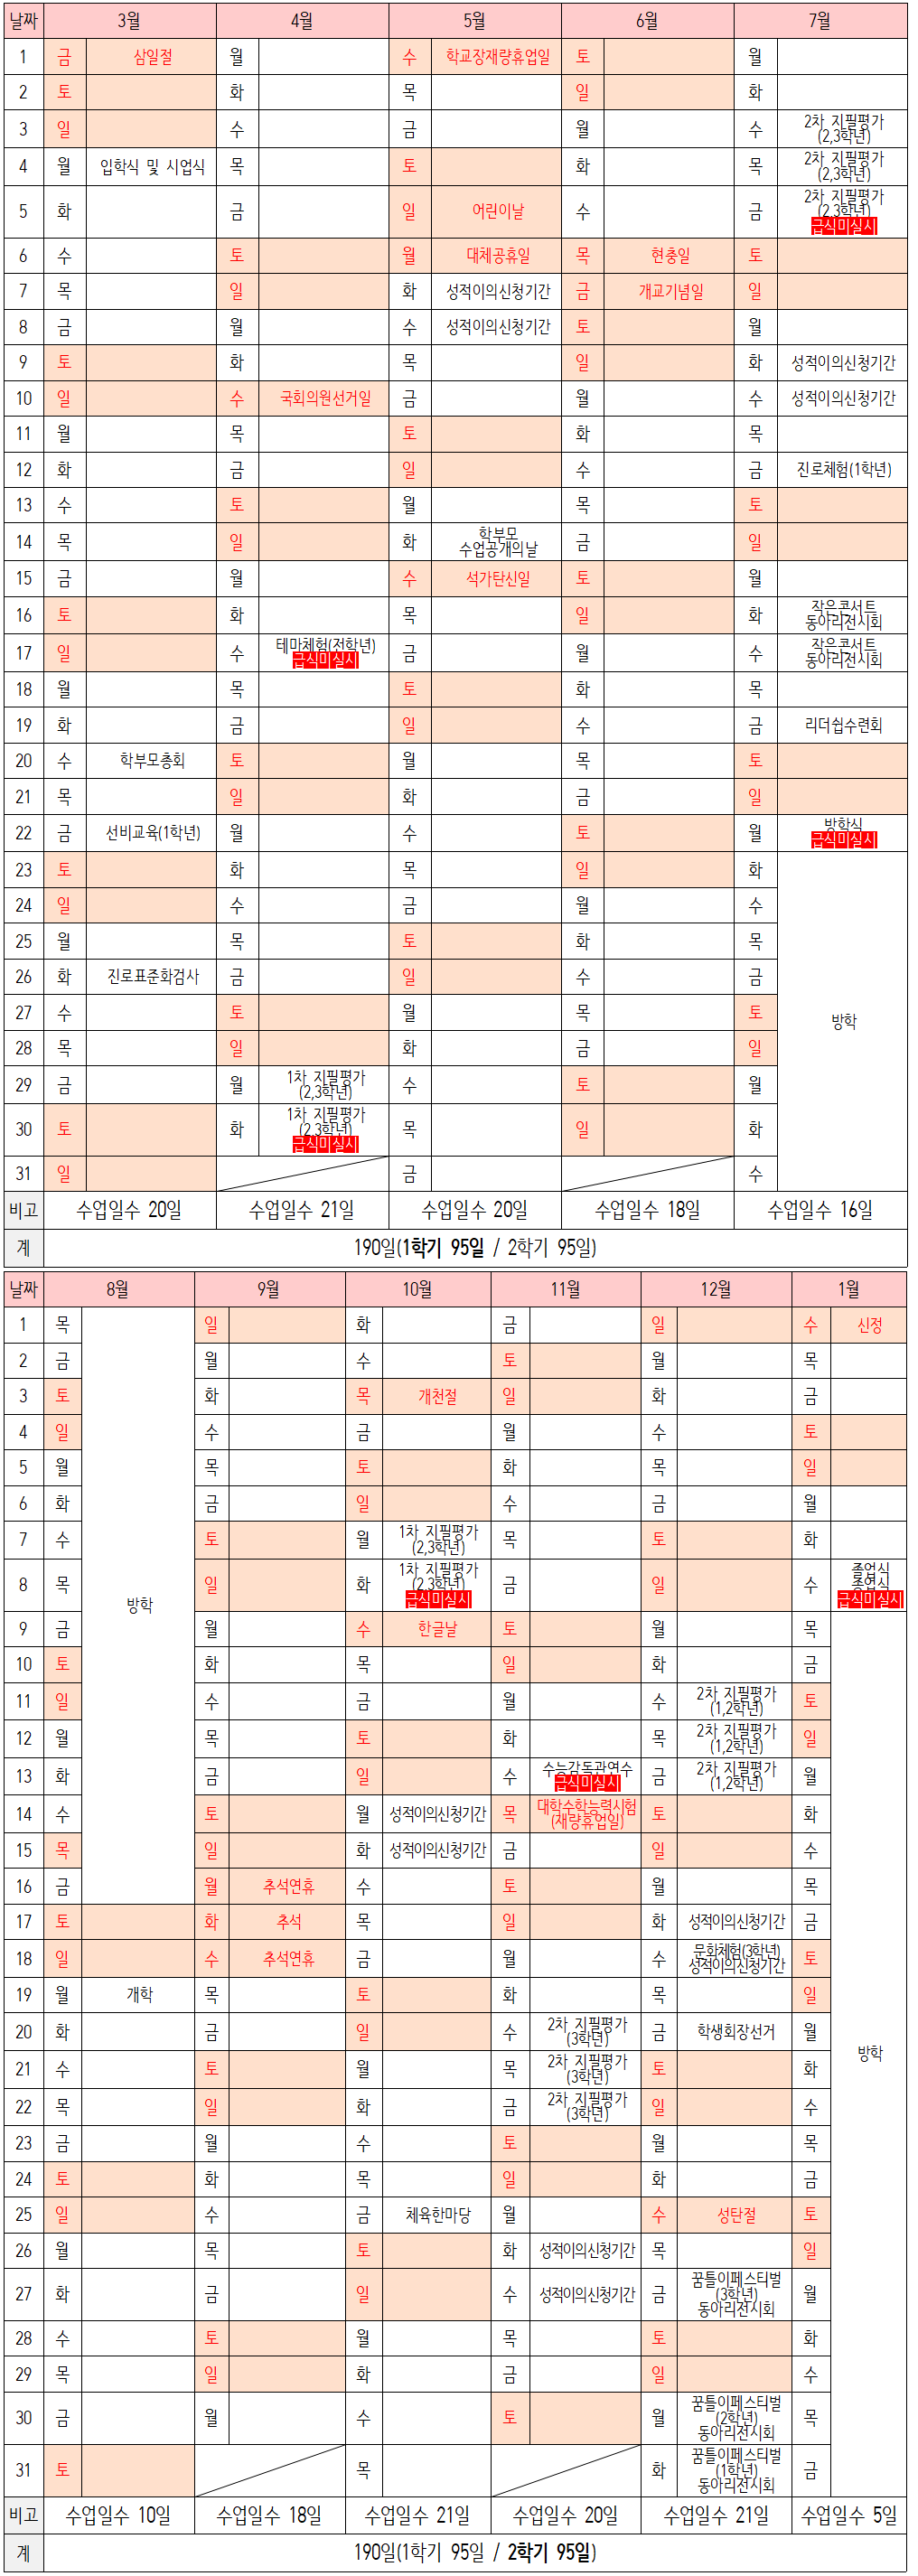 날짜 3월 4월 5월 6월 7월
1 금 삼일절 월 수 학교장재량휴업일 토 월
2 토 화 목 일 화
3 일 수 금 월 수 2차 지필평가
(2,3학년)
4 월 입학식 및 시업식 목 토 화 목 2차 지필평가
(2,3학년)
5 화 금 일 어린이날 수 금 2차 지필평가
(2,3학년)
급식미실시
6 수 토 월 대체공휴일 목 현충일 토
7 목 일 화 성적이의신청기간 금 개교기념일 일
8 금 월 수 성적이의신청기간 토 월
9 토 화 목 일 화 성적이의신청기간
10 일 수 국회의원선거일 금 월 수 성적이의신청기간
11 월 목 토 화 목
12 화 금 일 수 금 진로체험(1학년)
13 수 토 월 목 토
14 목 일 화 학부모
수업공개의날 금 일
15 금 월 수 석가탄신일 토 월
16 토 화 목 일 화 작은콘서트
동아리전시회
17 일 수 테마체험(전학년)
급식미실시 금 월 수 작은콘서트
동아리전시회
18 월 목 토 화 목
19 화 금 일 수 금 리더쉽수련회
20 수 학부모총회 토 월 목 토
21 목 일 화 금 일
22 금 선비교육(1학년) 월 수 토 월 방학식
급식미실시
23 토 화 목 일 화
24 일 수 금 월 수
25 월 목 토 화 목
26 화 진로표준화검사 금 일 수 금
27 수 토 월 목 토 방학
28 목 일 화 금 일
29 금 월 1차 지필평가
(2,3학년) 수 토 월
30 토 화 1차 지필평가
(2,3학년)
급식미실시 목 일 화
31 일 금 수
비고 수업일수 20일 수업일수 21일 수업일수 20일 수업일수 18일 수업일수 16일
계 190일(1학기 95일 / 2학기 95일)
날짜 8월 9월 10월 11월 12월 1월
1 목 일 화 금 일 수 신정
2 금 월 수 토 월 목
3 토 화 목 개천절 일 화 금
4 일 수 금 월 수 토
5 월 목 토 화 목 일
6 화 금 일 수 금 월
7 수 토 월 1차 지필평가
(2,3학년) 목 토 화
8 목 방학 일 화 1차 지필평가
(2,3학년)
급식미실시 금 일 수 졸업식
종업식
급식미실시
9 금 월 수 한글날 토 월 목
10 토 화 목 일 화 금
11 일 수 금 월 수 2차 지필평가
(1,2학년) 토
12 월 목 토 화 목 2차 지필평가
(1,2학년) 일
13 화 금 일 수 수능감독관연수
급식미실시 금 2차 지필평가
(1,2학년) 월
14 수 토 월 성적이의신청기간 목 대학수학능력시험
(재량휴업일) 토 화
15 목 일 화 성적이의신청기간 금 일 수
16 금 월 추석연휴 수 토 월 목
17 토 화 추석 목 일 화 성적이의신청기간 금
18 일 수 추석연휴 금 월 수 문화체험(3학년)
성적이의신청기간 토
19 월 개학 목 토 화 목 일
20 화 금 일 수 2차 지필평가
(3학년) 금 학생회장선거 월
21 수 토 월 목 2차 지필평가
(3학년) 토 화 방학
22 목 일 화 금 2차 지필평가
(3학년) 일 수
23 금 월 수 토 월 목
24 토 화 목 일 화 금
25 일 수 금 체육한마당 월 수 성탄절 토
26 월 목 토 화 성적이의신청기간 목 일
27 화 금 일 수 성적이의신청기간 금 꿈틀이페스티벌
(3학년)
동아리전시회 월
28 수 토 월 목 토 화
29 목 일 화 금 일 수
30 금 월 수 토 월 꿈틀이페스티벌
(2학년)
동아리전시회 목
31 토 목 화 꿈틀이페스티벌
(1학년)
동아리전시회 금
비고 수업일수 10일 수업일수 18일 수업일수 21일 수업일수 20일 수업일수 21일 수업일수 5일
계 190일(1학기 95일 / 2학기 95일)